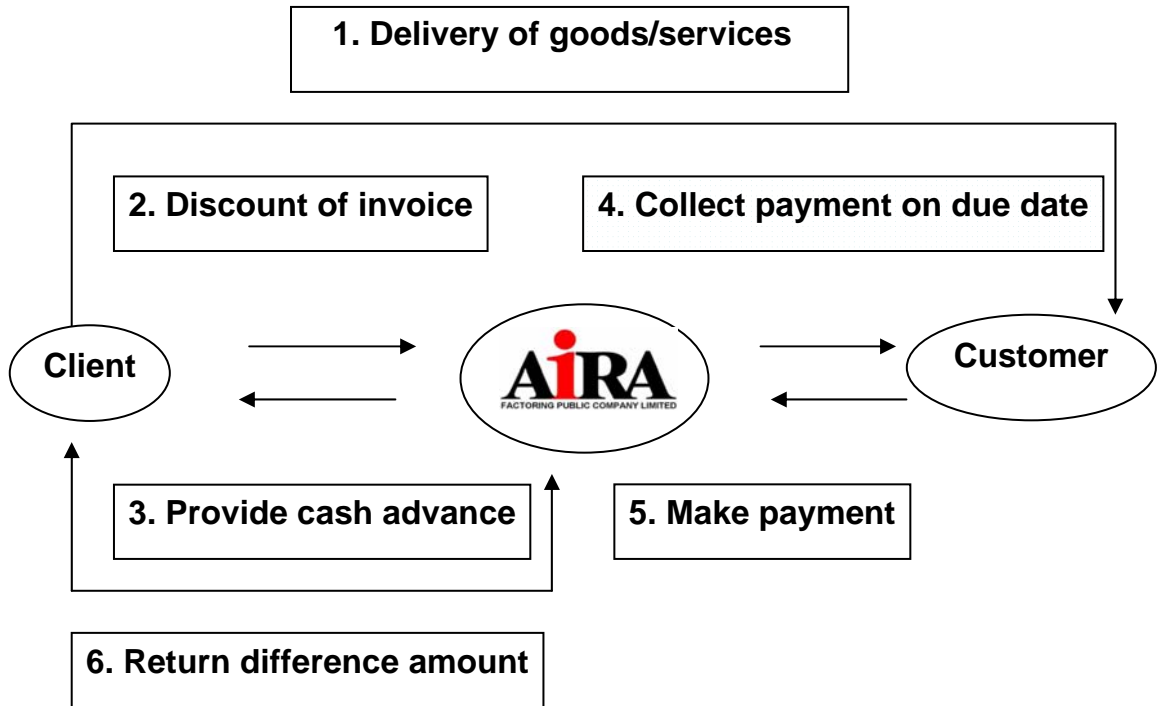 1. Delivery of goods/services
2. Discount of invoice
4. Collect payment on due date
Client
AiRA
FACTORING PUBLIC COMPANY LIMITED
Customer
3. Provide cash advance
5. Make payment
6. Return difference amount